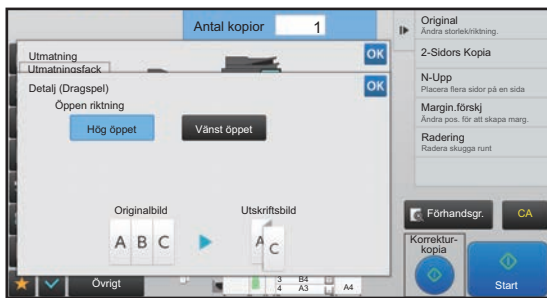 Antal kopior
1
Utmatning
OK
Utmatningsfack
Detalj (Dragspel)
OK
Öppen riktning
Hög öppet
Vänst öppet
Originalbild
Utskriftsbild
A B C
A C
Övrigt
3 B4
4 A3
A4
Original
Ändra storlek/riktning.
2-Sidors Kopia
N-Upp
Placera flera sidor på en sida
Margin.förskj
Ändra pos. för att skapa marg.
Radering
Radera skugga runt
Förhandsgr.
CA
Korrektur-
kopia
Start